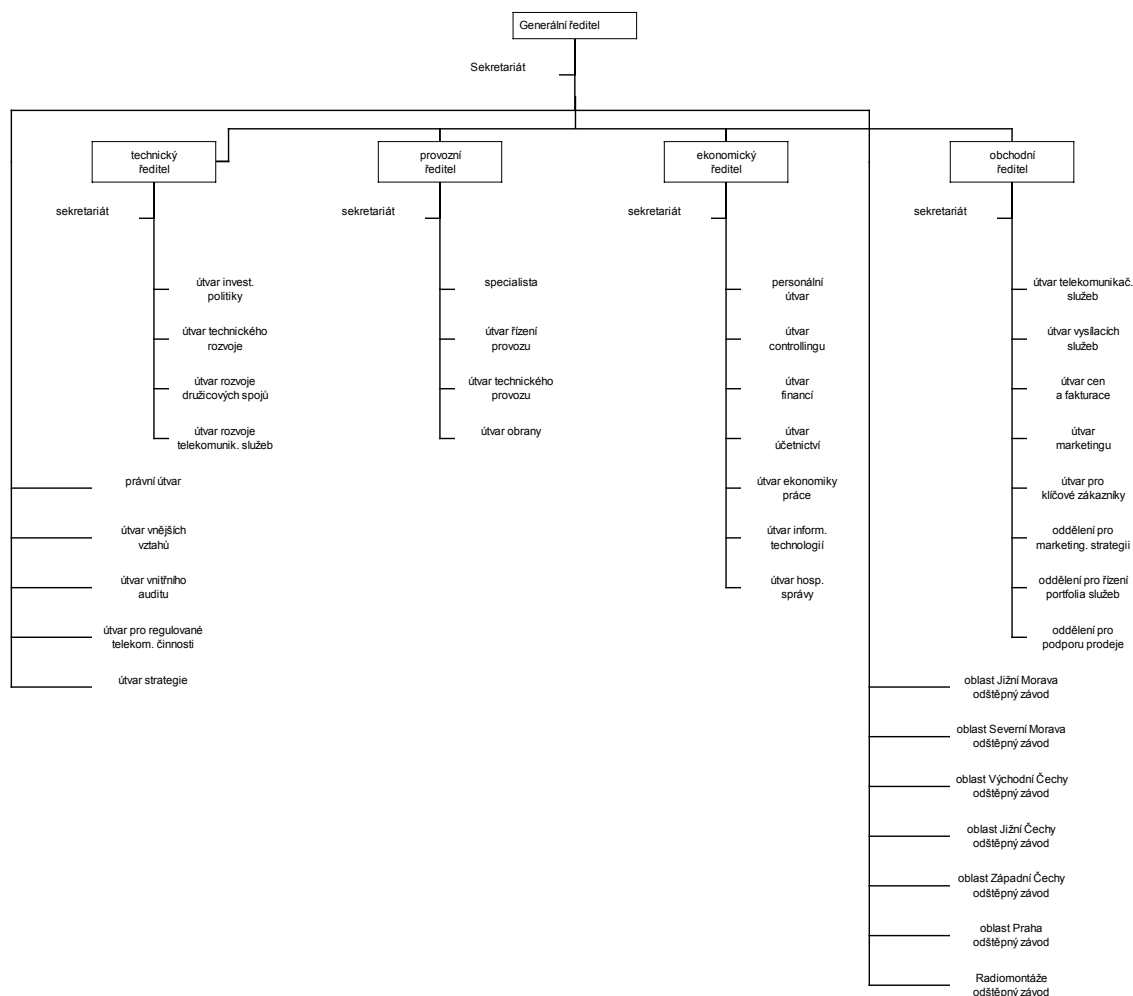 Generální ředitel
Sekretariát
technický
ředitel
provozní
ředitel
ekonomický
ředitel
obchodní
ředitel
sekretariát
sekretariát
sekretariát
sekretariát
útvar invest.
politiky
útvar technického
rozvoje
útvar rozvoje
družicových spojů
útvar rozvoje
telekomunik. služeb
specialista
útvar řízení
provozu
útvar technického
provozu
útvar obrany
personální
útvar
útvar
controllingu
útvar
financí
útvar
účetnictví
útvar ekonomiky
práce
útvar inform.
technologií
útvar hosp.
správy
útvar telekomunikač.
služeb
útvar vysílacích
služeb
útvar cen
a fakturace
útvar
marketingu
útvar pro
klíčové zákazníky
oddělení pro
marketing. strategii
oddělení pro řízení
portfolia služeb
oddělení pro
podporu prodeje
právní útvar
útvar vnějších
vztahů
útvar vnitřního
auditu
útvar pro regulované
telekom. činnosti
útvar strategie
oblast Jižní Morava
odštěpný závod
oblast Severní Morava
odštěpný závod
oblast Východní Čechy
odštěpný závod
oblast Jižní Čechy
odštěpný závod
oblast Západní Čechy
odštěpný závod
oblast Praha
odštěpný závod
Radiomontáže
odštěpný závod